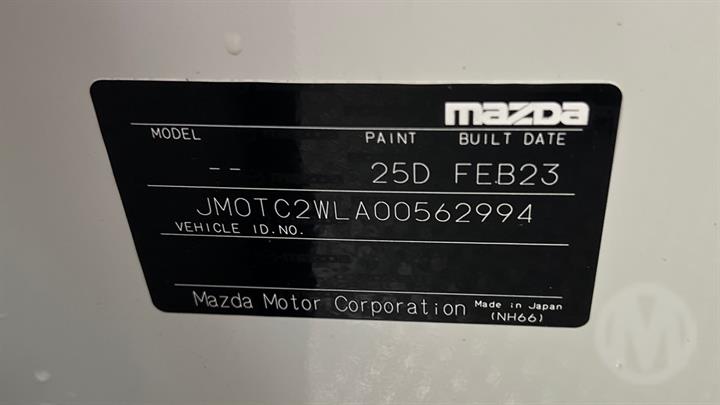 mazda
MODEL PAINT BUILT DATE
-- 25D FEB23
JM0TC2WLA00562994
VEHICLE ID.NO.
Mazda Motor Corporation Made in Japan
(NH66)
M